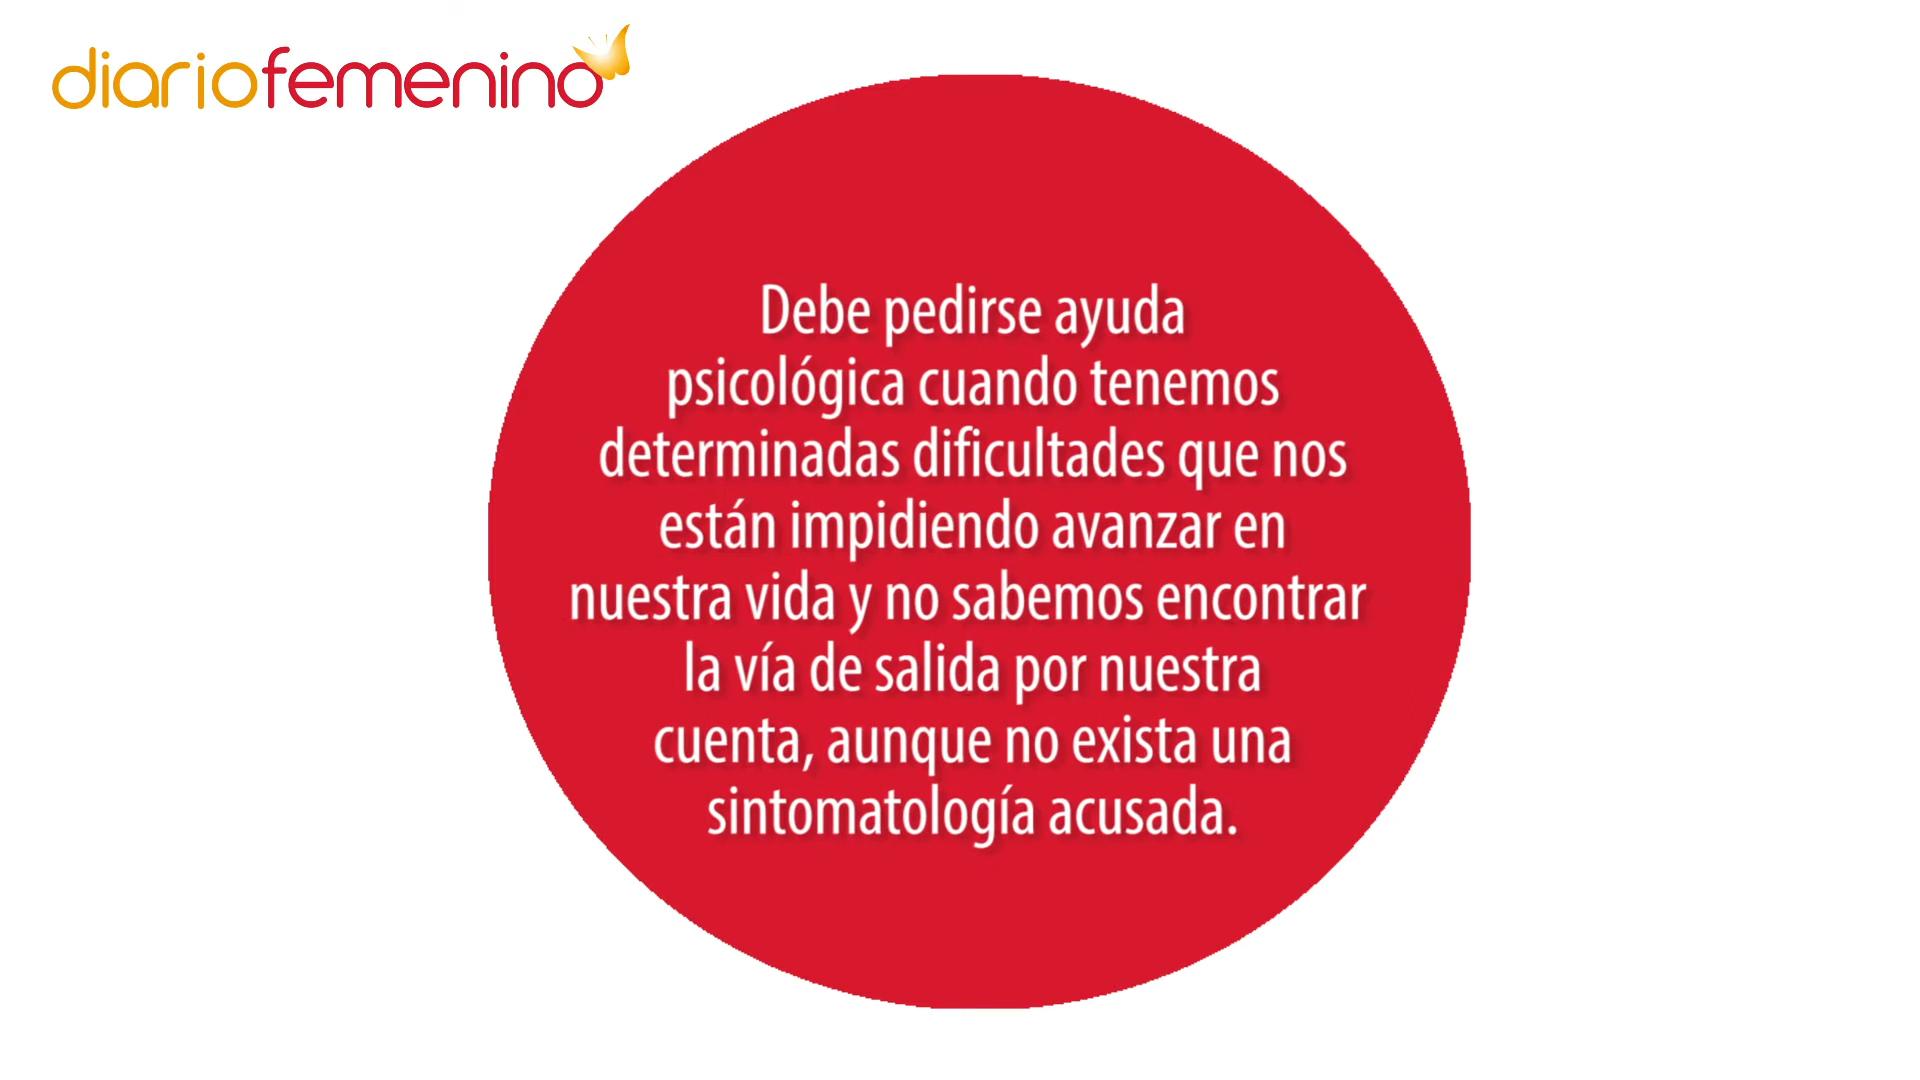 diariofemenino
Debe pedirse ayuda
psicológica cuando tenemos
determinadas dificultades que nos
están impidiendo avanzar en
nuestra vida y no sabemos encontrar
la vía de salida por nuestra
cuenta, aunque no exista una
sintomatología acusada.